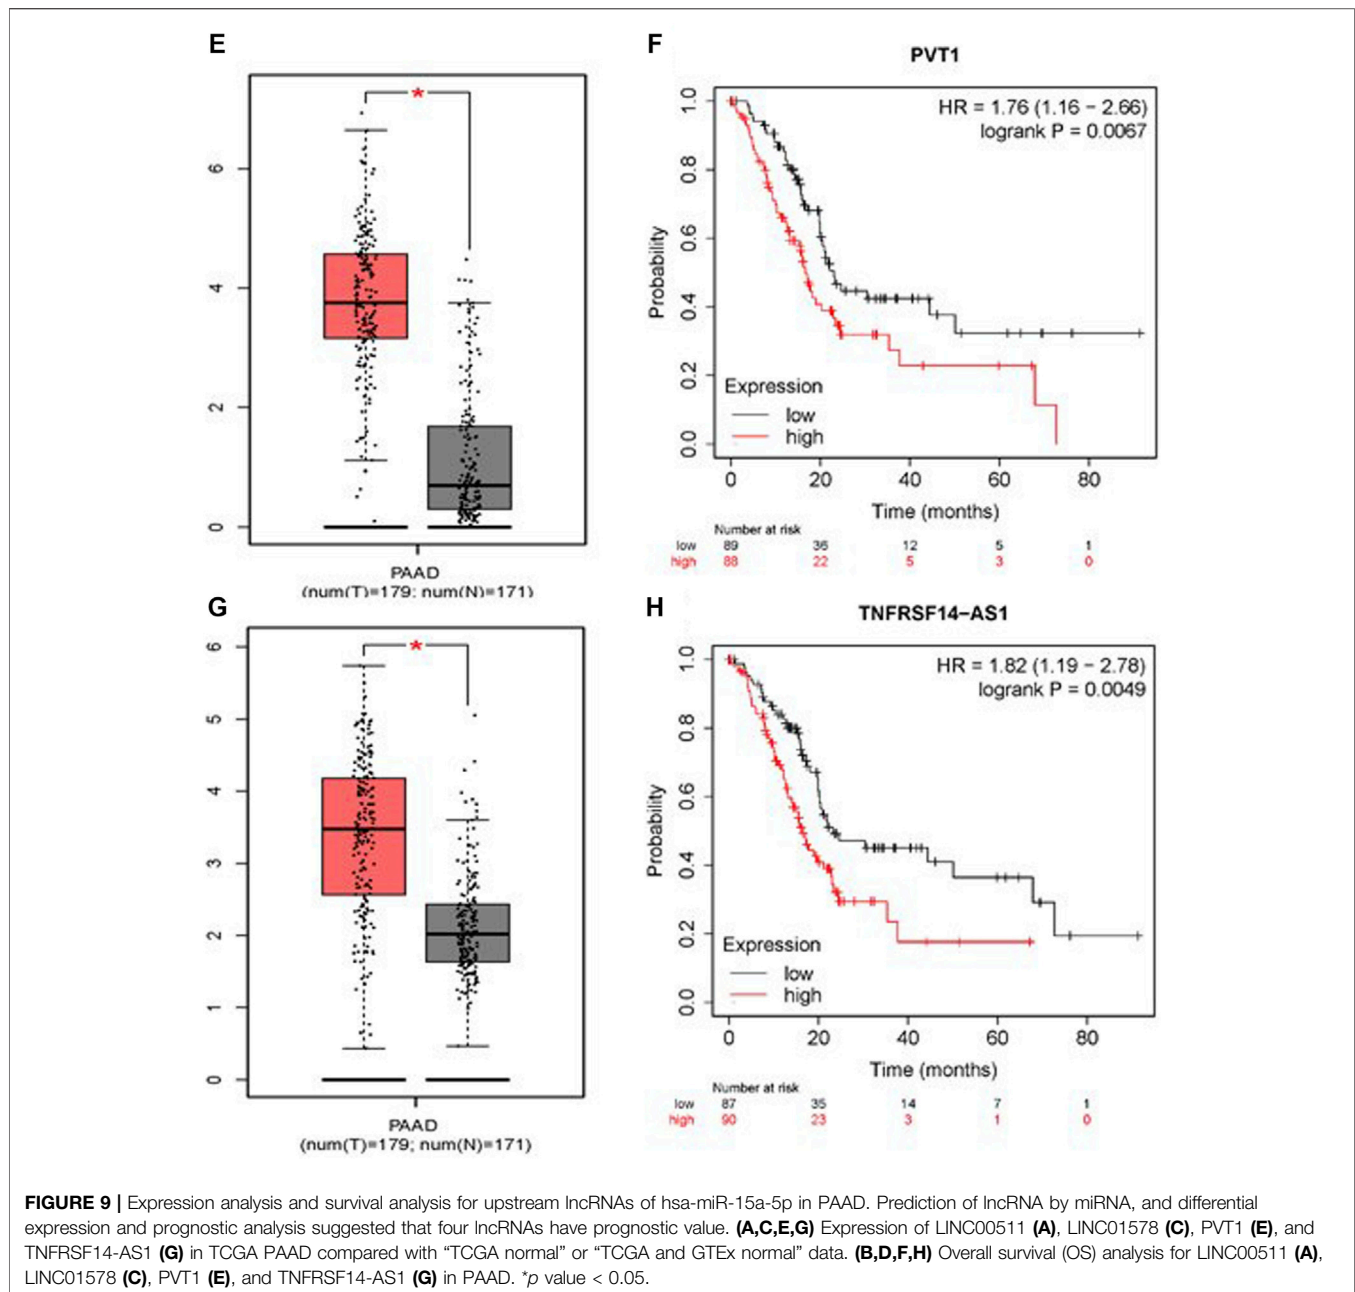 E
6
4
2
0
*
PAAD
(num(T)=179; num(N)=171)
F
PVT1
HR = 1.76 (1.16 − 2.66)
logrank P = 0.0067
Probability
1.0
0.8
0.6
0.4
0.2
0.0
Expression
low
high
0 20 40 60 80
Time (months)
Number at risk
low 89 36 12 5 1
high 88 22 5 3 0
G
6
5
4
3
2
1
0
*
PAAD
(num(T)=179; num(N)=171)
H
TNFRSF14−AS1
HR = 1.82 (1.19 − 2.78)
logrank P = 0.0049
Probability
1.0
0.8
0.6
0.4
0.2
0.0
Expression
low
high
0 20 40 60 80
Time (months)
Number at risk
low 87 35 14 7 1
high 90 23 3 1 0
FIGURE 9 | Expression analysis and survival analysis for upstream lncRNAs of hsa-miR-15a-5p in PAAD. Prediction of lncRNA by miRNA, and differential
expression and prognostic analysis suggested that four lncRNAs have prognostic value. (A,C,E,G) Expression of LINC00511 (A), LINC01578 (C), PVT1 (E), and
TNFRSF14-AS1 (G) in TCGA PAAD compared with “TCGA normal” or “TCGA and GTEx normal” data. (B,D,F,H) Overall survival (OS) analysis for LINC00511 (A),
LINC01578 (C), PVT1 (E), and TNFRSF14-AS1 (G) in PAAD. *p value < 0.05.